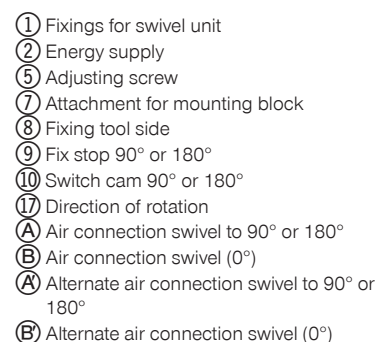 ① Fixings for swivel unit
② Energy supply
⑤ Adjusting screw
⑦ Attachment for mounting block
⑧ Fixing tool side
⑨ Fix stop 90° or 180°
⑩ Switch cam 90° or 180°
⑰ Direction of rotation
Ⓐ Air connection swivel to 90° or 180°
Ⓑ Air connection swivel (0°)
Ⓐ′ Alternate air connection swivel to 90° or
180°
Ⓑ′ Alternate air connection swivel (0°)